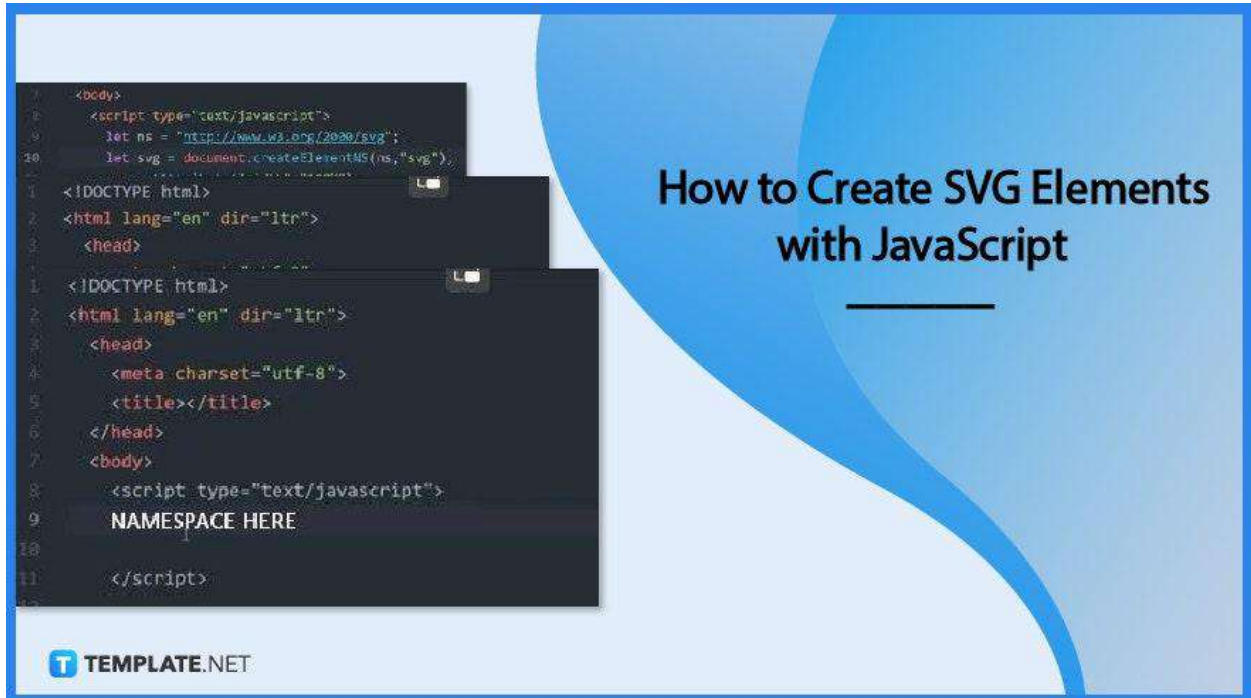 7 <body>
8 <script type="text/javascript">
9 let ns = "http://www.w3.org/2000/svg";
10 let svg = document.createElementNS(ns,"svg");
1 <!DOCTYPE html>
2 <html lang="en" dir="ltr">
3 <head>
1 <!DOCTYPE html>
2 <html lang="en" dir="ltr">
3 <head>
4 <meta charset="utf-8">
5 <title></title>
6 </head>
7 <body>
8 <script type="text/javascript">
9 NAMESPACE HERE
10
11 </script>
How to Create SVG Elements
with JavaScript
T TEMPLATE.NET